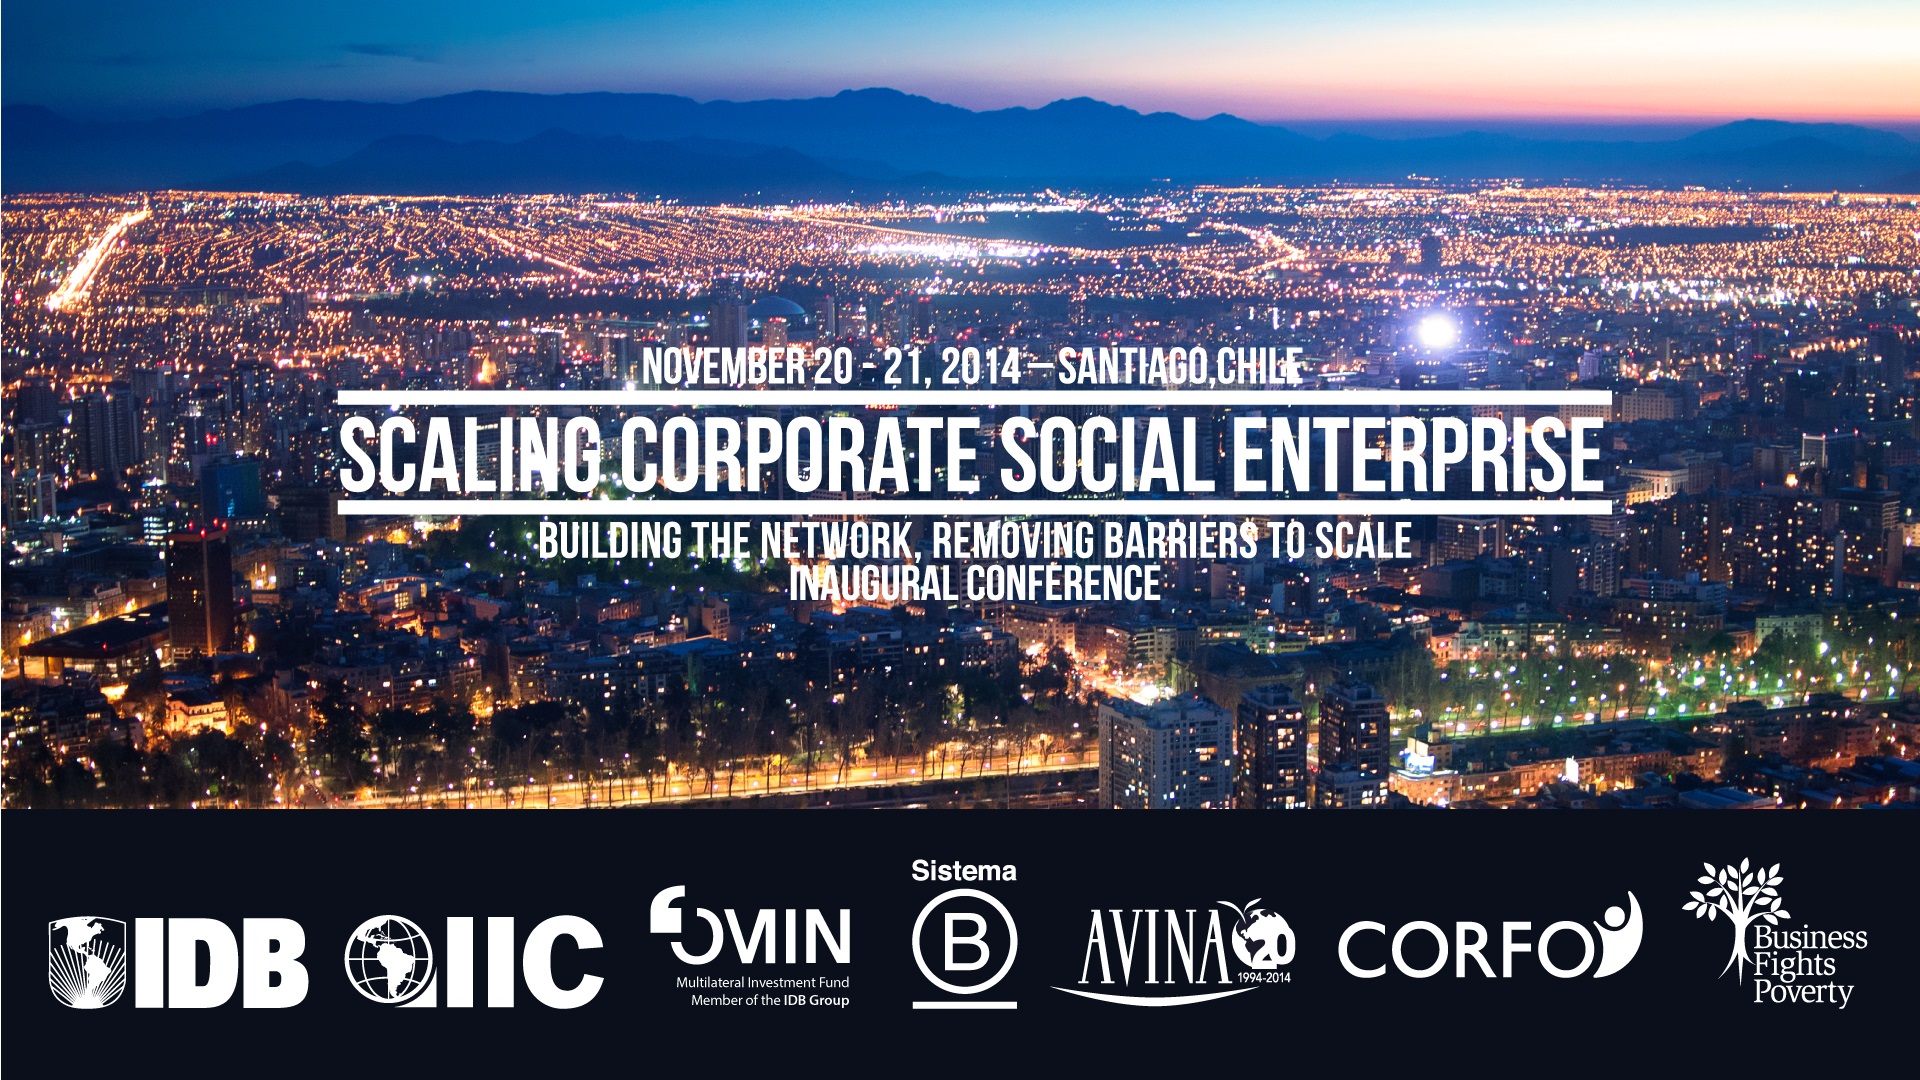 NOVEMBER 20 - 21, 2014 – SANTIAGO,CHILE
SCALING CORPORATE SOCIAL ENTERPRISE
BUILDING THE NETWORK, REMOVING BARRIERS TO SCALE
INAUGURAL CONFERENCE
IDB
IIC
OMIN
Multilateral Investment Fund
Member of the IDB Group
Sistema
B
AVINA 20
1994-2014
CORFO
Business
Fights
Poverty